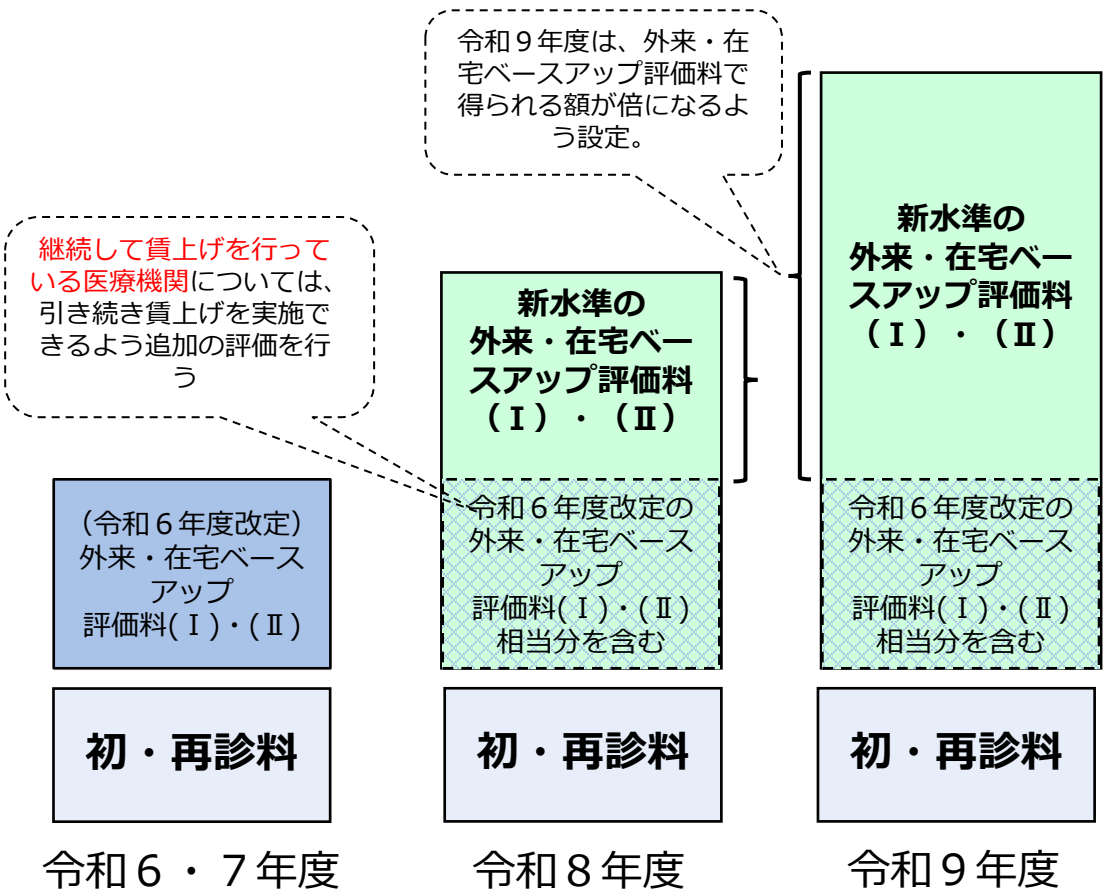 令和９年度は、外来・在
宅ベースアップ評価料で
得られる額が倍になるよ
う設定。
継続して賃上げを行って
いる医療機関については、
引き続き賃上げを実施で
きるよう追加の評価を行
う
（令和６年度改定）
外来・在宅ベース
アップ
評価料(Ⅰ)・(Ⅱ)
初・再診料
令和６・７年度
新水準の
外来・在宅ベー
スアップ評価料
（Ⅰ）・（Ⅱ）
令和６年度改定の
外来・在宅ベース
アップ
評価料(Ⅰ)・(Ⅱ)
相当分を含む
初・再診料
令和８年度
新水準の
外来・在宅ベー
スアップ評価料
（Ⅰ）・（Ⅱ）
令和６年度改定の
外来・在宅ベース
アップ
評価料(Ⅰ)・(Ⅱ)
相当分を含む
初・再診料
令和９年度